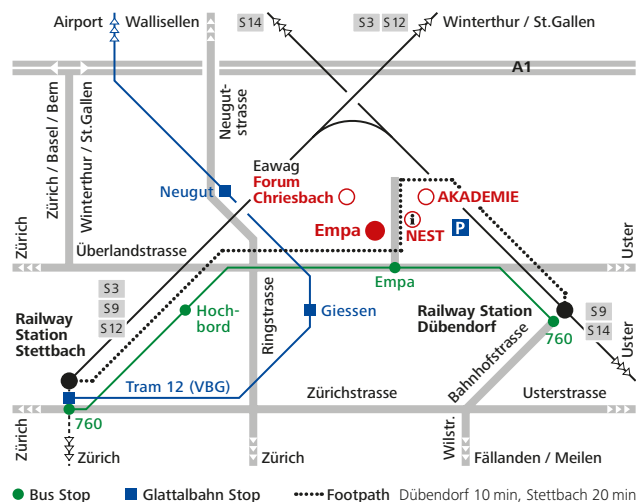 Airport
Wallisellen
S14
S3
S12
Winterthur / St.Gallen
A1
Zürich / Basel / Bern
Winterthur / St.Gallen
Neugut-
strasse
Eawag
Forum
Chriesbach
AKADEMIE
Neugut
Empa
i
NEST
P
Zürich
Überlandstrasse
Uster
Empa
S3
S9
S12
Hoch-
bord
Ringstrasse
Giessen
Railway Station
Dübendorf
S9
S14
Railway
Station
Stettbach
760
Bahnhofstrasse
Uster
Tram 12 (VBG)
Zürichstrasse
Usterstrasse
760
Zürich
Zürich
Zürich
Wilstr.
Fällanden / Meilen
Bus Stop
Glattalbahn Stop
Footpath
Dübendorf 10 min, Stettbach 20 min